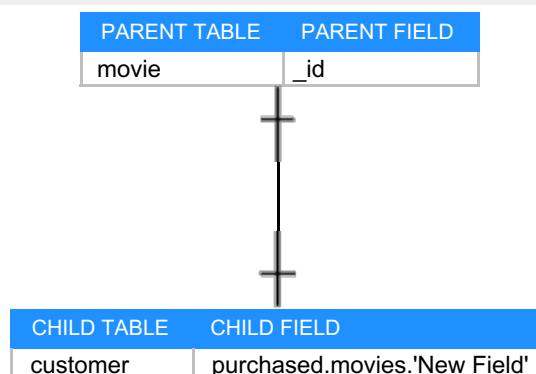 PARENT TABLE PARENT FIELD
movie _id
CHILD TABLE CHILD FIELD
customer purchased.movies.'New Field'